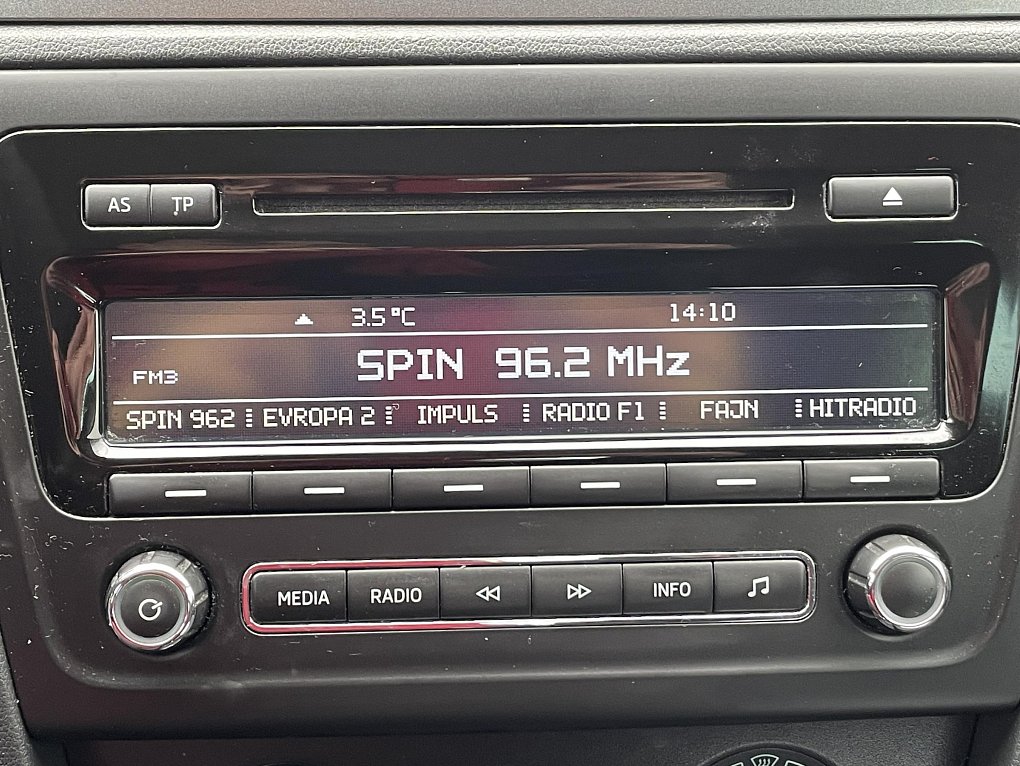 AS TP
3.5°C 14:10
FM3 SPIN 96.2 MHz
SPIN 962 EVROPA 2 IMPULS RADIO F1 FAJN HITRADIO
MEDIA RADIO INFO